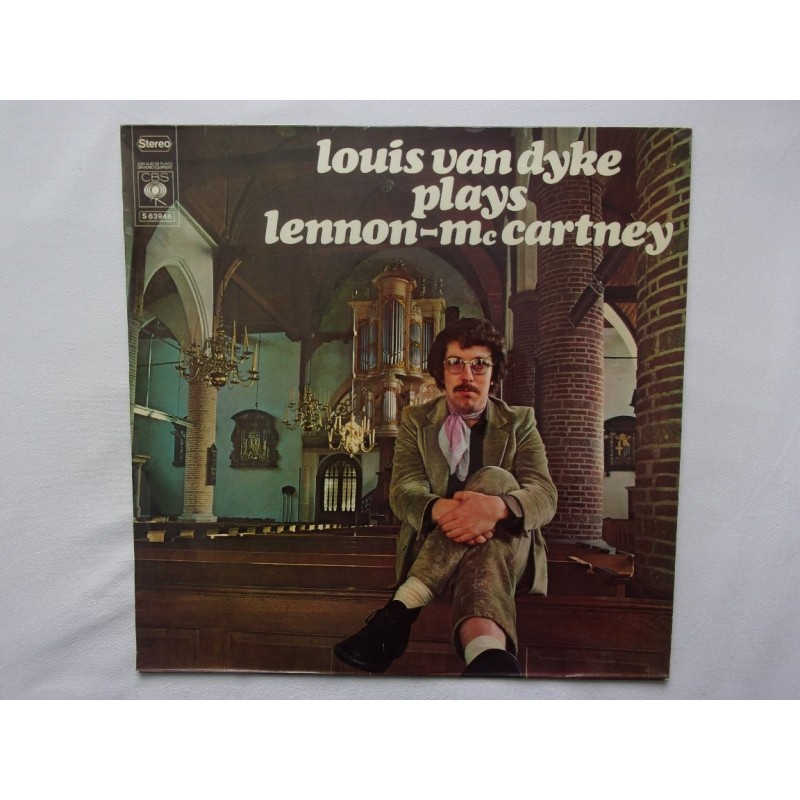 Stereo
CBS
S 63946
louis van dyke
plays
lennon-mc cartney